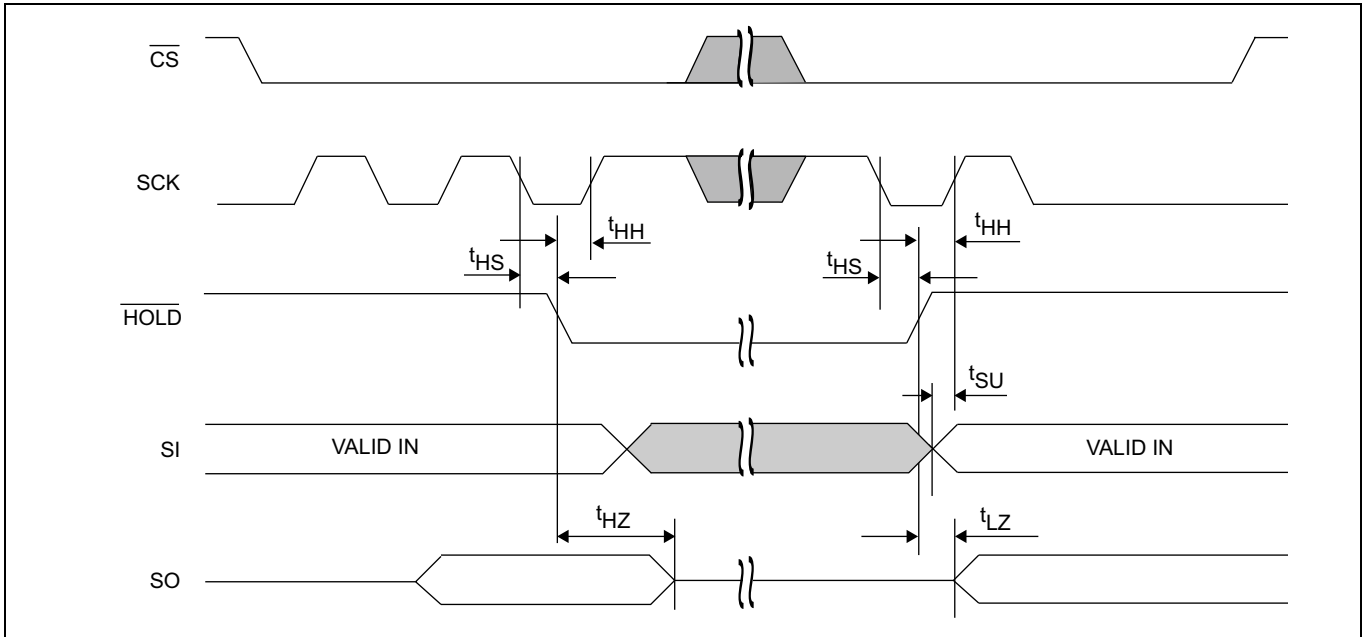 CS
SCK
tHH
tHH
tHS
tHS
HOLD
tSU
SI
VALID IN
VALID IN
tHZ
tLZ
SO